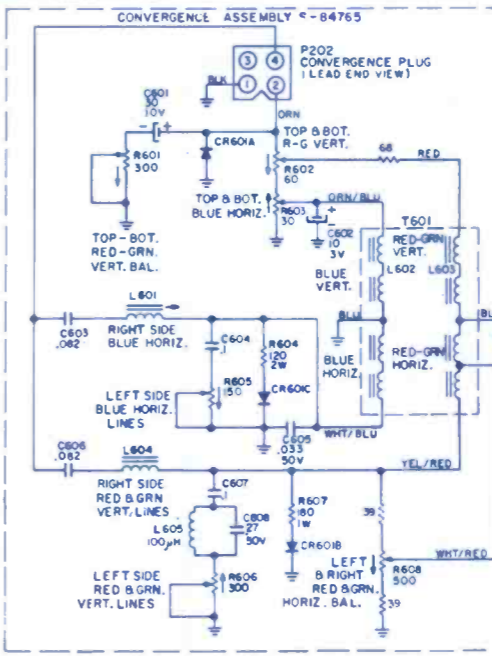 CONVERGENCE ASSEMBLY S-84765
P202
CONVERGENCE PLUG
(LEAD END VIEW)
3
4
1
2
BLK
ORN
C601
30
10V
- +
CR601A
TOP & BOT.
R-G VERT.
R601
300
R602
60
68
RED
TOP & BOT.
BLUE HORIZ.
R603
30
ORN/BLU
+
-
C602
10
3V
T601
TOP-BOT.
RED-GRN.
VERT. BAL.
BLUE
VERT.
RED-GRN
VERT.
L602
L603
L601
RIGHT SIDE
BLUE HORIZ.
C603
.082
C604
.1
R604
120
2W
BLU
BLU
BLUE
HORIZ.
RED-GRN
HORIZ.
LEFT SIDE
BLUE HORIZ.
LINES
R605
150
CR601C
C605
.033
50V
WHT/BLU
C606
.082
L604
RIGHT SIDE
RED & GRN
VERT. LINES
YEL/RED
C607
.1
L605
100µH
C608
27
50V
R607
180
1W
CR601B
39
WHT/RED
LEFT SIDE
RED & GRN.
VERT. LINES
R606
300
LEFT
& RIGHT
RED & GRN.
HORIZ. BAL.
R608
500
39